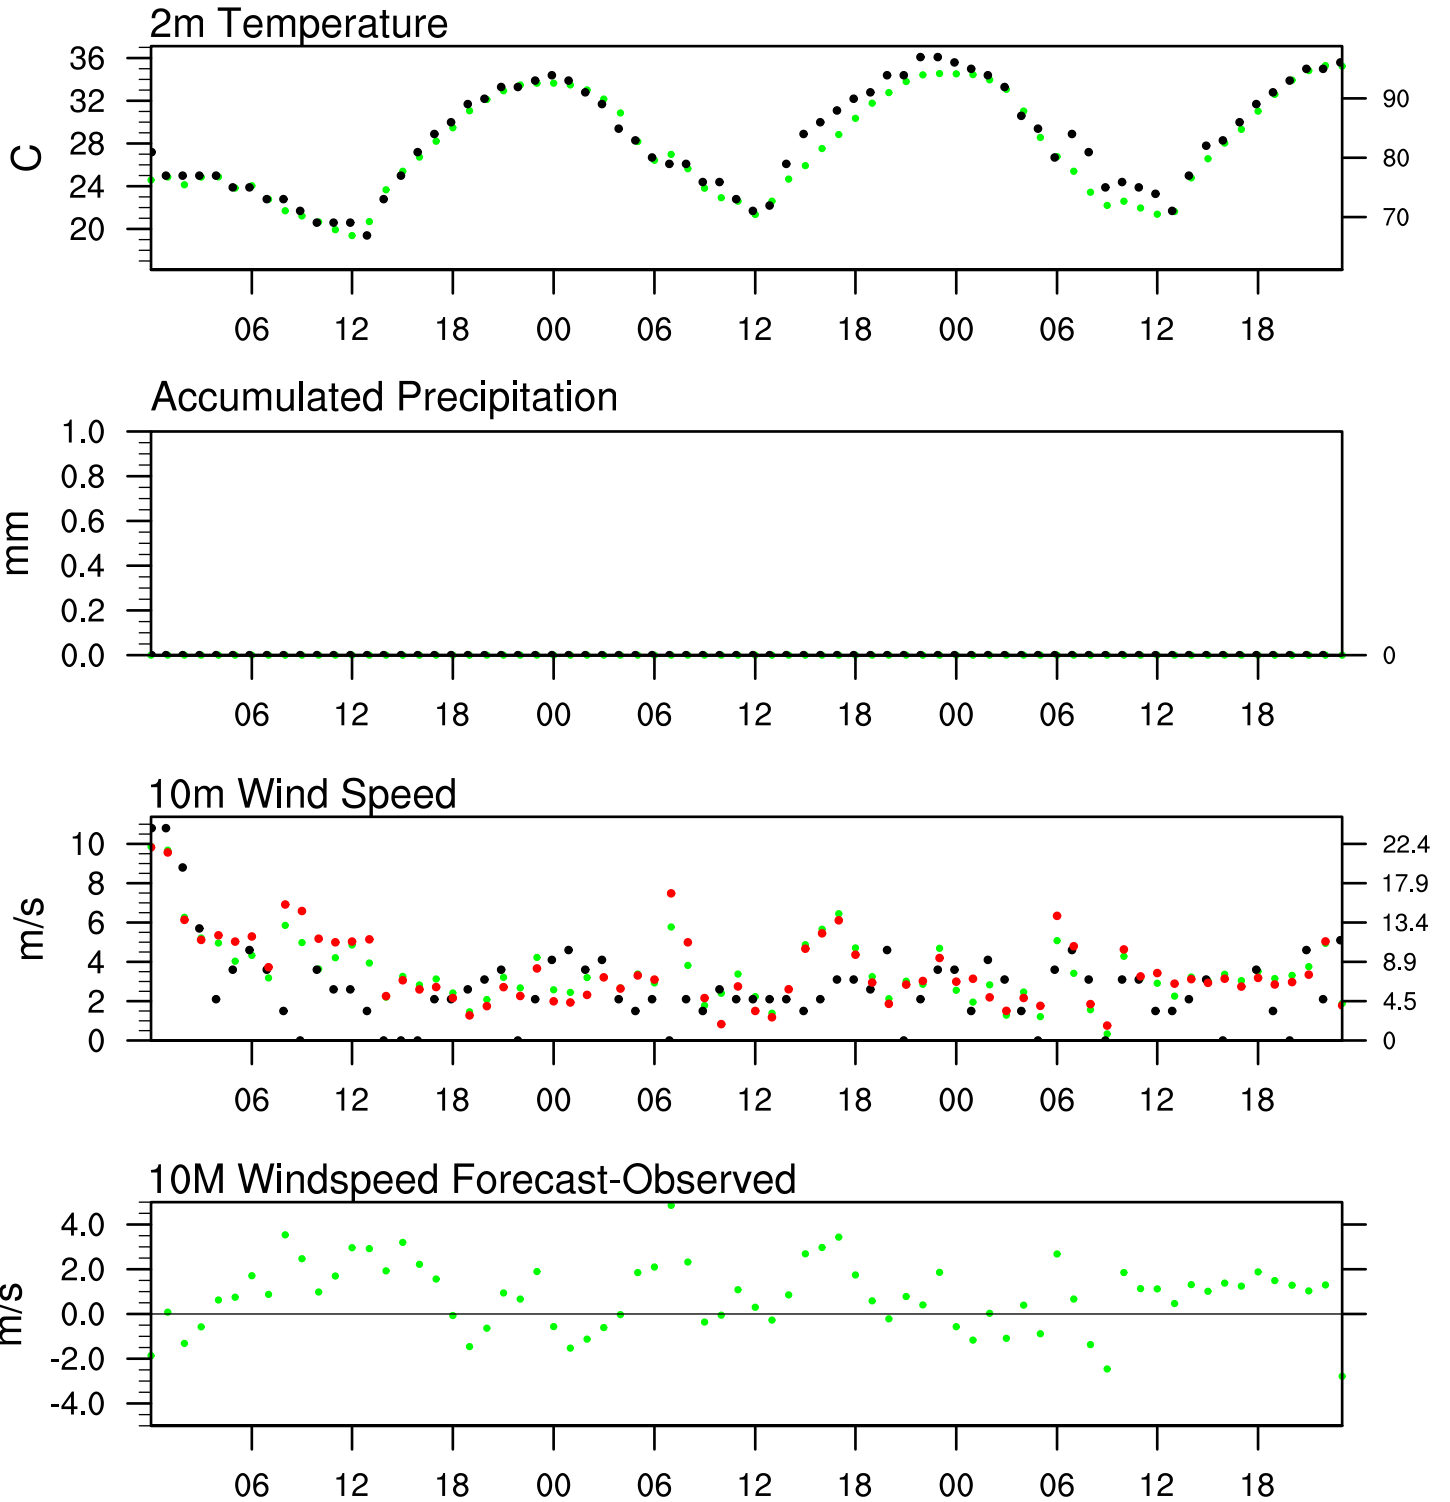 2m Temperature
36
32
28
24
20
C
90
80
70
06 12 18 00 06 12 18 00 06 12 18
Accumulated Precipitation
1.0
0.8
0.6
0.4
0.2
0.0
mm
0
06 12 18 00 06 12 18 00 06 12 18
10m Wind Speed
10
8
6
4
2
0
m/s
22.4
17.9
13.4
8.9
4.5
0
06 12 18 00 06 12 18 00 06 12 18
10M Windspeed Forecast-Observed
4.0
2.0
0.0
-2.0
-4.0
m/s
06 12 18 00 06 12 18 00 06 12 18